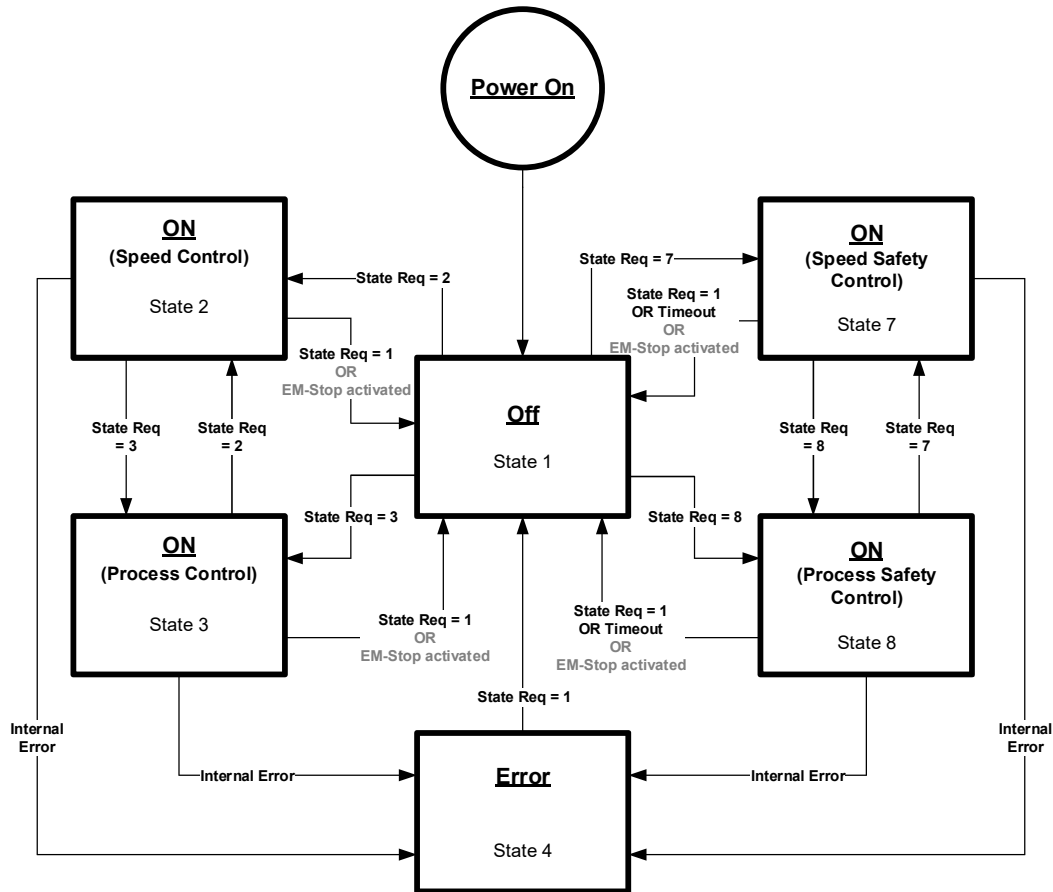 Power On
ON
(Speed Control)
State 2
ON
(Speed Safety
Control)
State 7
State Req = 2
State Req = 7
State Req = 1
OR
EM-Stop activated
State Req = 1
OR Timeout
OR
EM-Stop activated
Off
State 1
State Req
= 3
State Req
= 2
State Req
= 8
State Req
= 7
State Req = 3
State Req = 8
ON
(Process Control)
State 3
ON
(Process Safety
Control)
State 8
State Req = 1
OR
EM-Stop activated
State Req = 1
OR Timeout
OR
EM-Stop activated
State Req = 1
Internal
Error
Internal Error
Internal Error
Internal
Error
Error
State 4